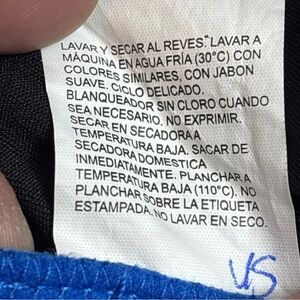 LAVAR Y SECAR AL REVES."LAVAR A
MÁQUINA EN AGUA FRÍA (30°C) CON
COLORES SIMILARES, CON JABON
SUAVE. CICLO DELICADO.
BLANQUEADOR SIN CLORO CUANDO
SEA NECESARIO. NO EXPRIMIR.
SECAR EN SECADORA A
TEMPERATURA BAJA. SACAR DE
SECADORA DOMESTICA
INMEDIATAMENTE. PLANCHAR A
TEMPERATURA BAJA (110°C). NO
PLANCHAR SOBRE LA ETIQUETA
ESTAMPADA. NO LAVAR EN SECO.
VS